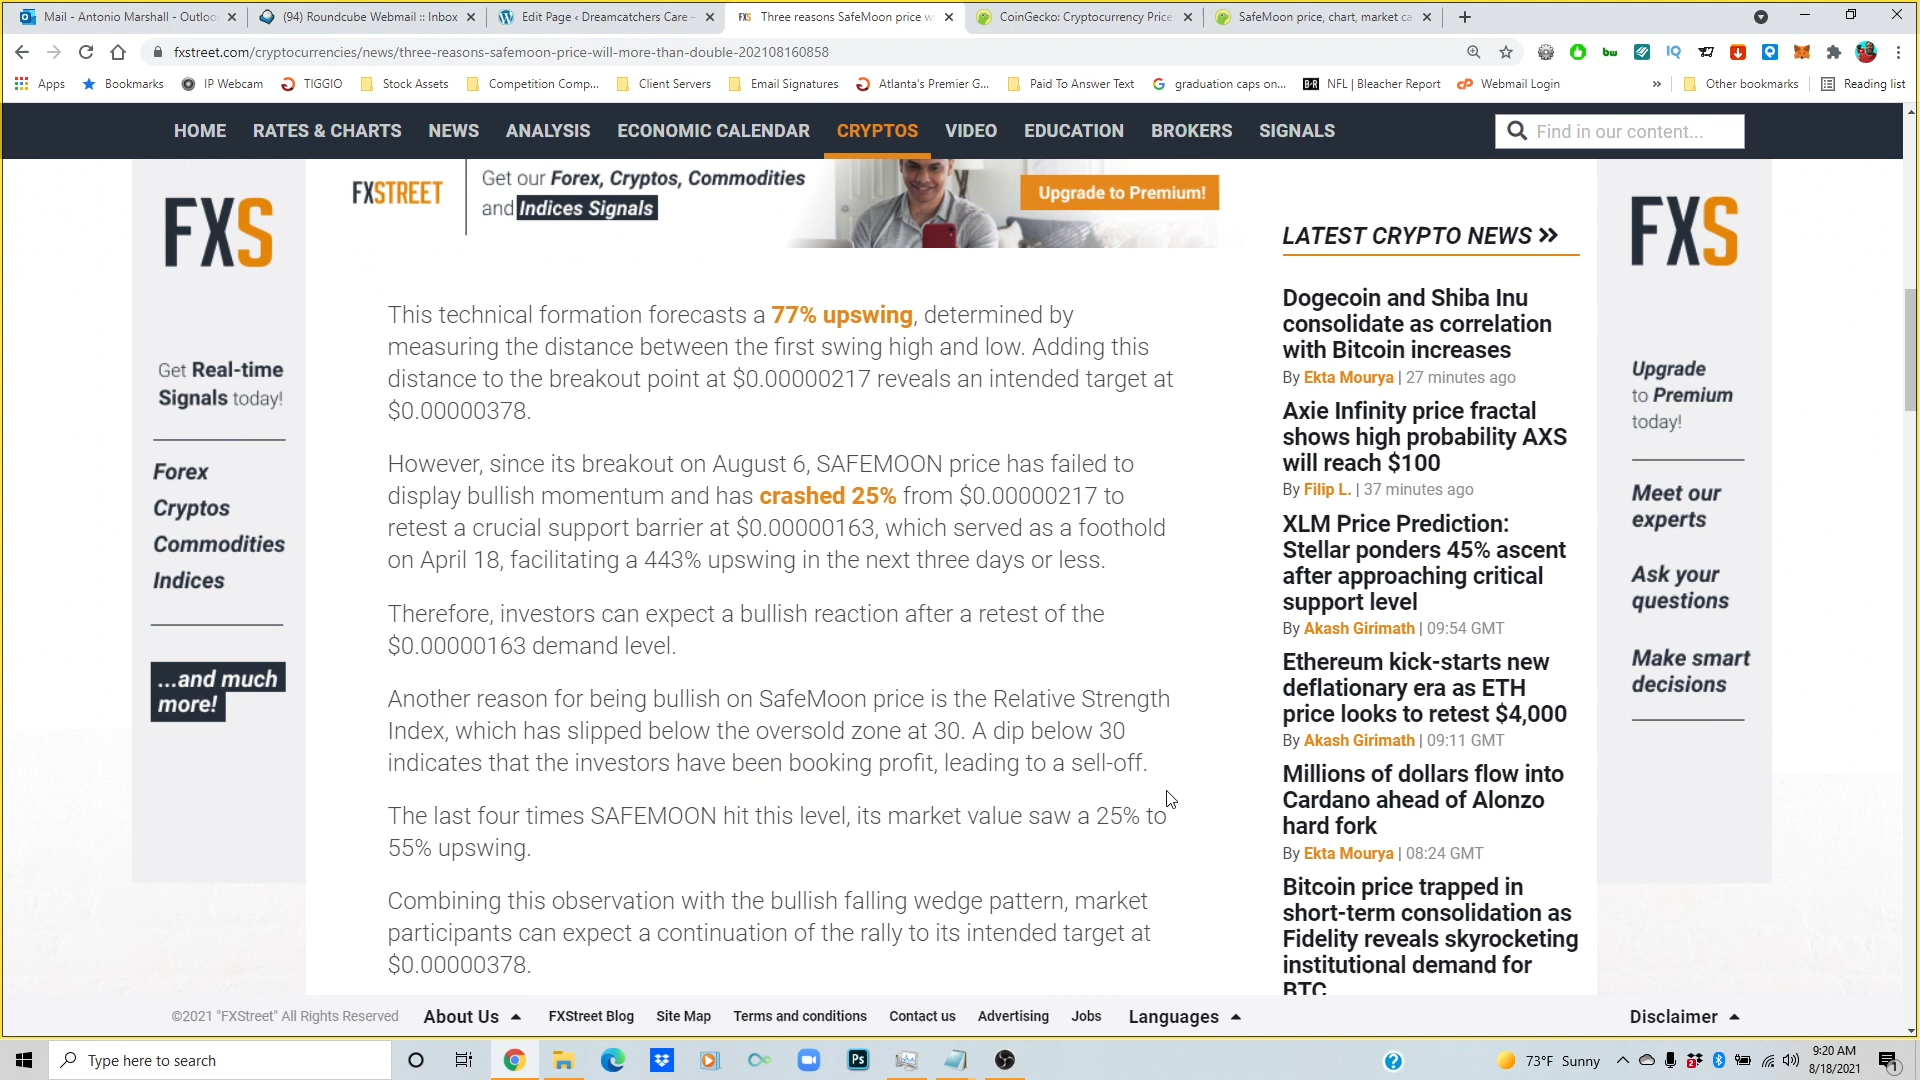 Mail - Antonio Marshall - Outloo
(94) Roundcube Webmail :: Inbox
Edit Page ‹ Dreamcatchers Care -
Three reasons SafeMoon price w
CoinGecko: Cryptocurrency Price
SafeMoon price, chart, market ca
fxstreet.com/cryptocurrencies/news/three-reasons-safemoon-price-will-more-than-double-202108160858
Apps
Bookmarks
IP Webcam
TIGGIO
Stock Assets
Competition Comp...
Client Servers
Email Signatures
Atlanta's Premier G...
Paid To Answer Text
graduation caps on...
NFL | Bleacher Report
Webmail Login
Other bookmarks
Reading list
HOME RATES & CHARTS NEWS ANALYSIS ECONOMIC CALENDAR CRYPTOS VIDEO EDUCATION BROKERS SIGNALS
Find in our content...
FXSTREET
Get our Forex, Cryptos, Commodities
and Indices Signals
Upgrade to Premium!
FXS
Get Real-time
Signals today!
Forex
Cryptos
Commodities
Indices
...and much
more!
This technical formation forecasts a 77% upswing, determined by
measuring the distance between the first swing high and low. Adding this
distance to the breakout point at $0.00000217 reveals an intended target at
$0.00000378.
However, since its breakout on August 6, SAFEMOON price has failed to
display bullish momentum and has crashed 25% from $0.00000217 to
retest a crucial support barrier at $0.00000163, which served as a foothold
on April 18, facilitating a 443% upswing in the next three days or less.
Therefore, investors can expect a bullish reaction after a retest of the
$0.00000163 demand level.
Another reason for being bullish on SafeMoon price is the Relative Strength
Index, which has slipped below the oversold zone at 30. A dip below 30
indicates that the investors have been booking profit, leading to a sell-off.
The last four times SAFEMOON hit this level, its market value saw a 25% to
55% upswing.
Combining this observation with the bullish falling wedge pattern, market
participants can expect a continuation of the rally to its intended target at
$0.00000378.
LATEST CRYPTO NEWS »
Dogecoin and Shiba Inu
consolidate as correlation
with Bitcoin increases
By Ekta Mourya | 27 minutes ago
Axie Infinity price fractal
shows high probability AXS
will reach $100
By Filip L. | 37 minutes ago
XLM Price Prediction:
Stellar ponders 45% ascent
after approaching critical
support level
By Akash Girimath | 09:54 GMT
Ethereum kick-starts new
deflationary era as ETH
price looks to retest $4,000
By Akash Girimath | 09:11 GMT
Millions of dollars flow into
Cardano ahead of Alonzo
hard fork
By Ekta Mourya | 08:24 GMT
Bitcoin price trapped in
short-term consolidation as
Fidelity reveals skyrocketing
institutional demand for
BTC
FXS
Upgrade
to Premium
today!
Meet our
experts
Ask your
questions
Make smart
decisions
©2021 "FXStreet" All Rights Reserved
About Us
FXStreet Blog
Site Map
Terms and conditions
Contact us
Advertising
Jobs
Languages
Disclaimer
Type here to search
73°F Sunny
9:20 AM
8/18/2021